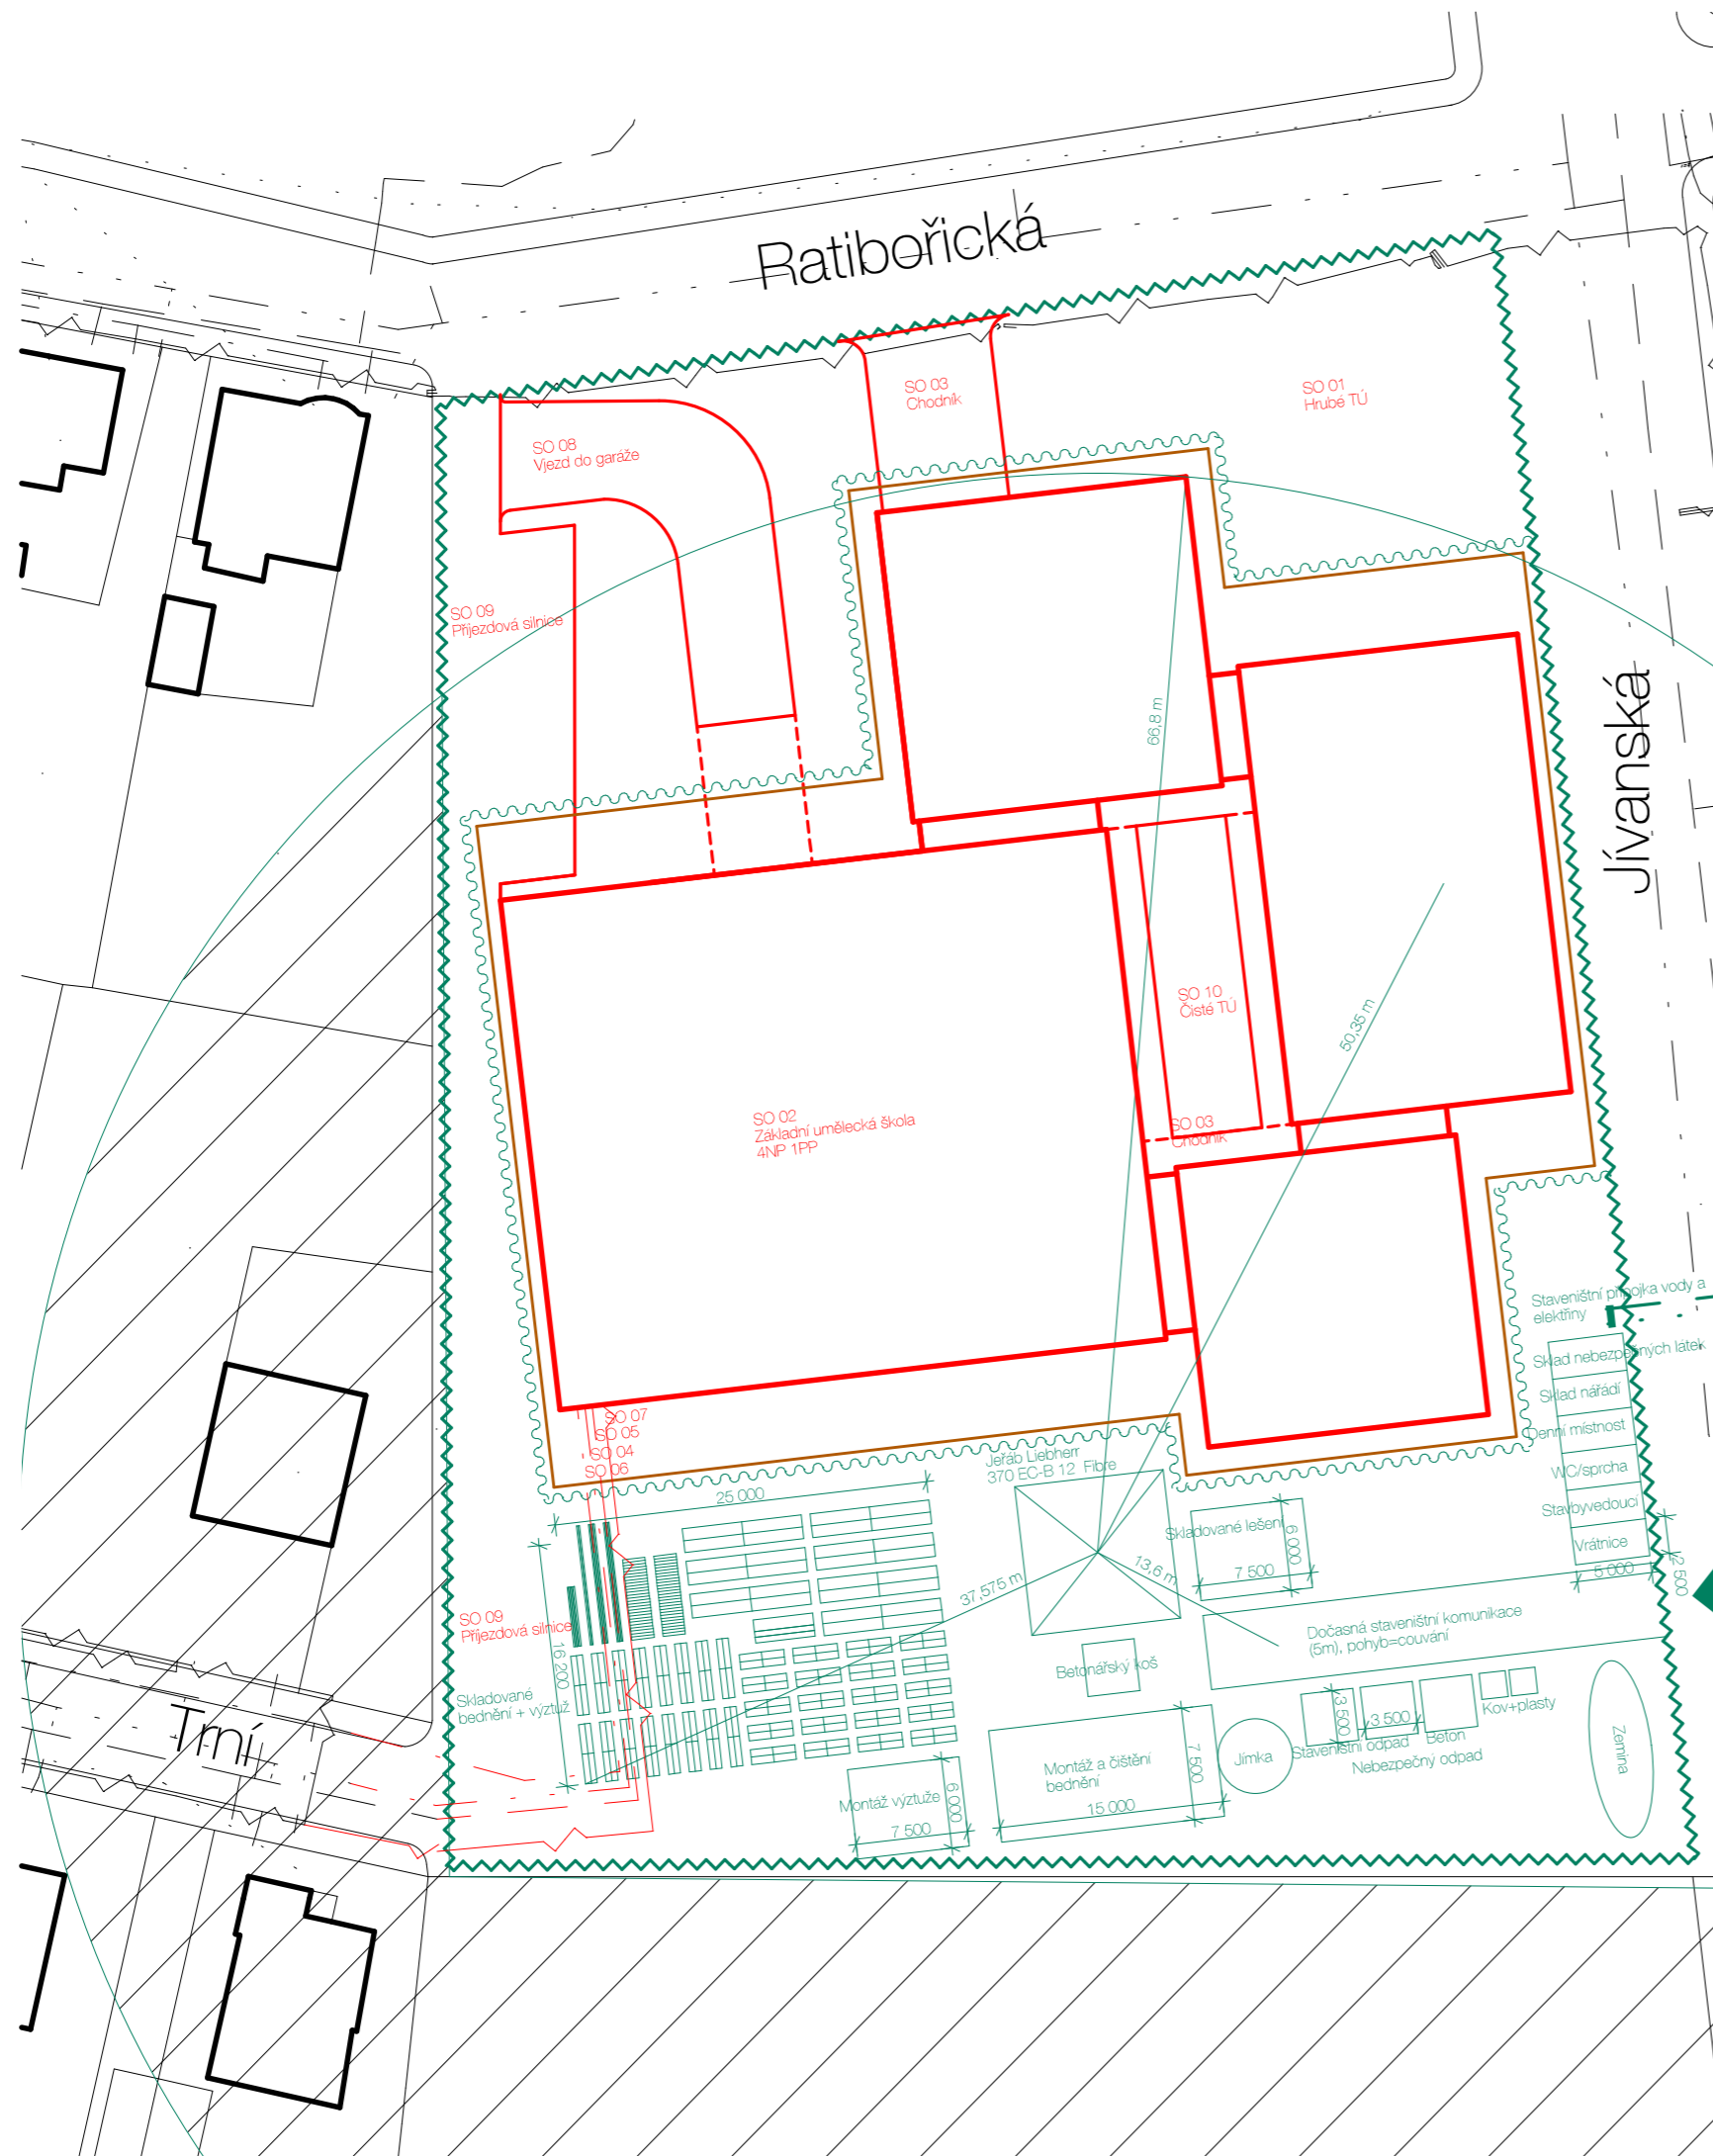 Ratibořická
SO 03
Chodník
SO 01
Hrubé TÚ
SO 08
Vjezd do garáže
SO 09
Příjezdová silnice
66,8 m
Jívanská
SO 10
Čisté TÚ
50,35 m
SO 02
Základní umělecká škola
4NP 1PP
SO 03
Chodník
Staveništní přípojka vody a
elektřiny
Sklad nebezpečných látek
Sklad nářádí
Denní místnost
WC/sprcha
Stavbyvedoucí
Vrátnice
5 000
2 500
SO 07
SO 05
SO 04
SO 06
Jeřáb Liebherr
370 EC-B 12 Fibre
25 000
Skladované lešení
6 000
7 500
13,6 m
37,575 m
SO 09
Příjezdová silnice
16 200
Dočasná staveništní komunikace
(5m), pohyb=couvání
Betonářský koš
Skladované
bednění + výztuž
Trní
3 500
3 500
Kov+plasty
Staveništní odpad
Beton
Nebezpečný odpad
Zemina
Jímka
Montáž a čištění
bednění
7 500
15 000
Montáž výztuže
6 000
7 500